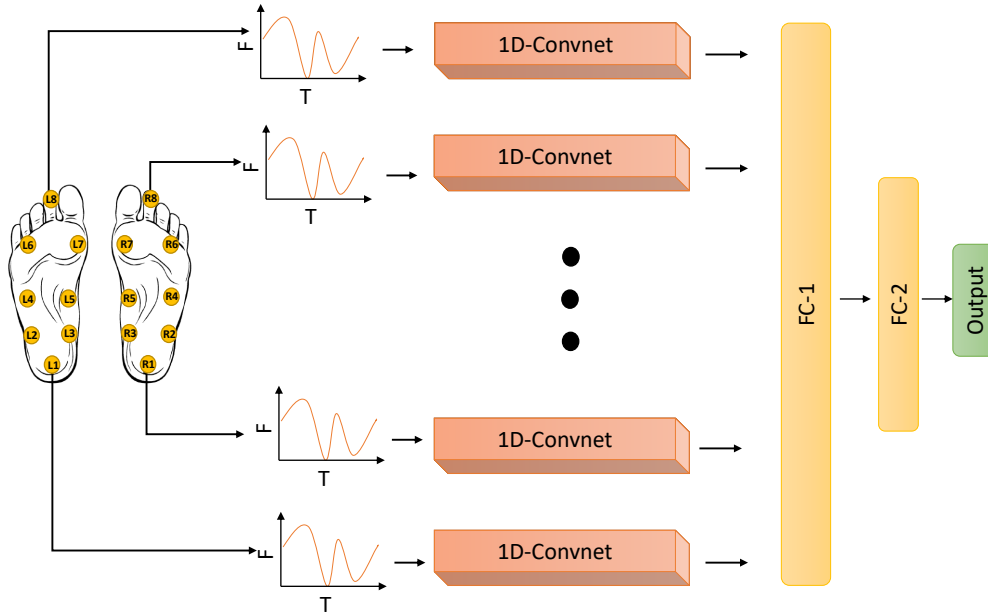 F
T
1D-Convnet
F
T
1D-Convnet
L8
R8
L6
L7
R7
R6
L4
L5
R5
R4
L2
L3
R3
R2
L1
R1
F
T
1D-Convnet
F
T
1D-Convnet
FC-1
FC-2
Output